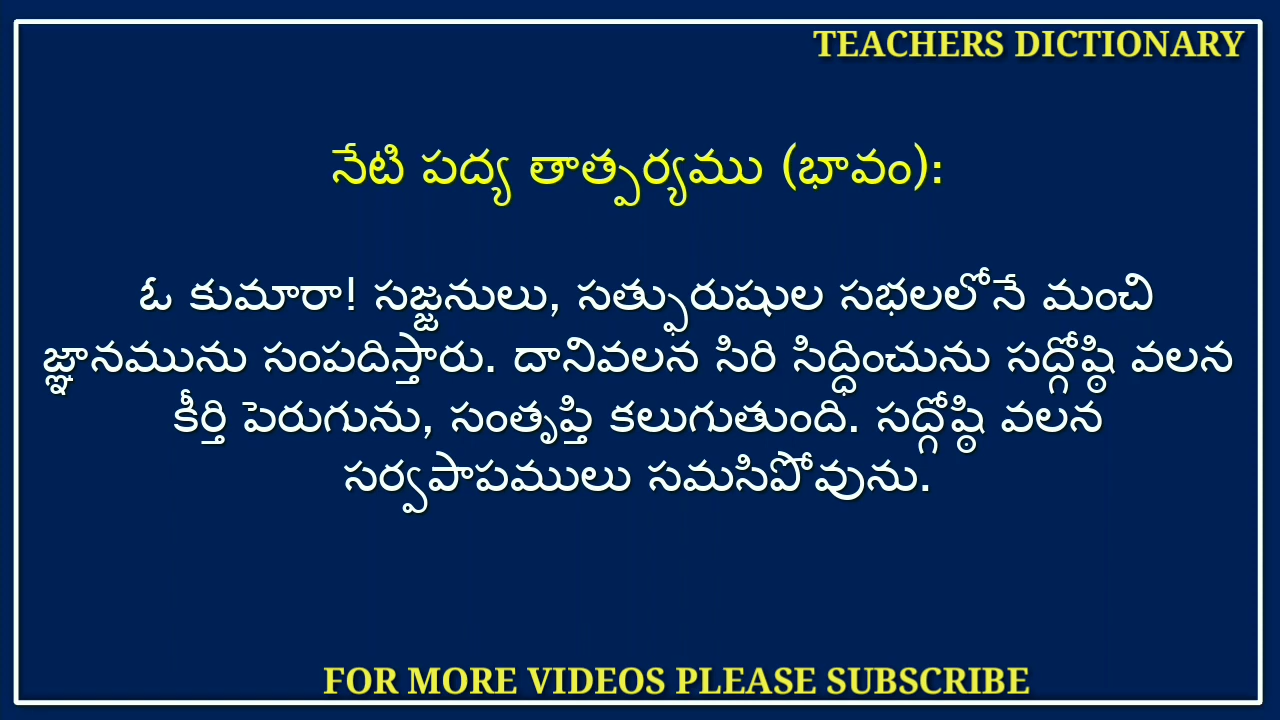 TEACHERS DICTIONARY
నేటి పద్య తాత్పర్యము (భావం):
ఓ కుమారా! సజ్జనులు, సత్ఫురుషుల సభలలోనే మంచి
జ్ఞానమును సంపదిస్తారు. దానివలన సిరి సిద్ధించును సద్గోష్ఠి వలన
కీర్తి పెరుగును, సంతృప్తి కలుగుతుంది. సద్గోష్ఠి వలన
సర్వపాపములు సమసిపోవును.
FOR MORE VIDEOS PLEASE SUBSCRIBE